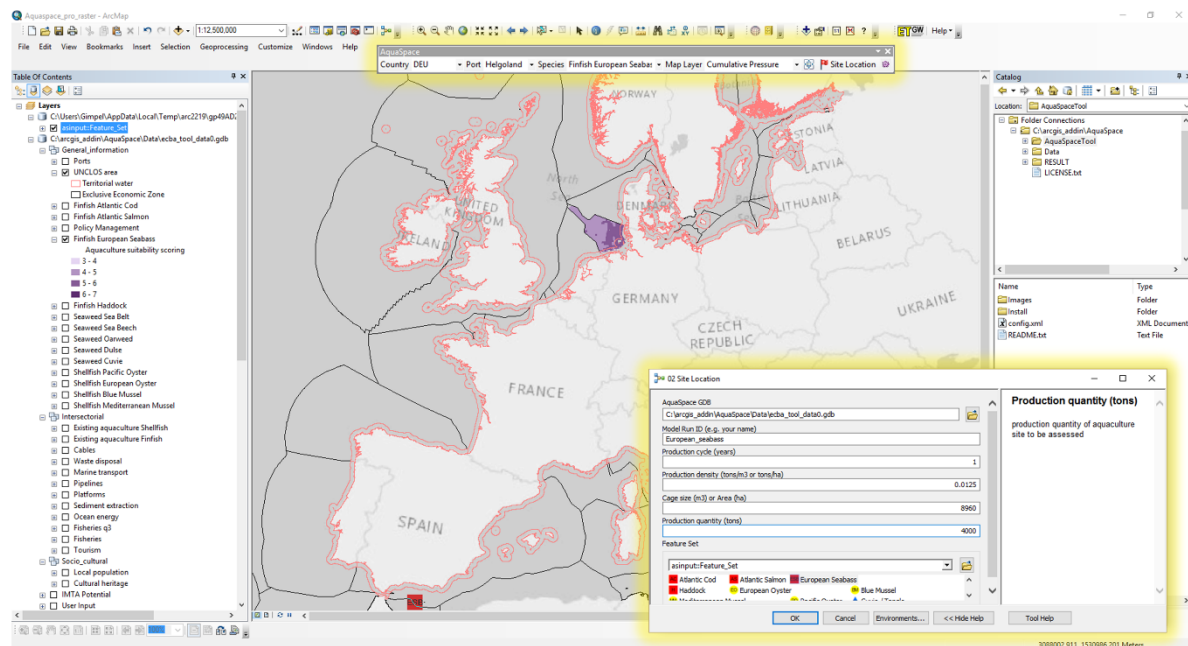 Aquaspace_pro_raster - ArcMap
1:12.500.000
ET GW Help
File Edit View Bookmarks Insert Selection Geoprocessing Customize Windows Help
AquaSpace
Country DEU Port Helgoland Species Finfish European Seabas Map Layer Cumulative Pressure Site Location
Table Of Contents
Layers
C:\Users\Gimpel\AppData\Local\Temp\arc2219\gp49AD2
asinput::Feature_Set
C:\arcgis_addin\AquaSpace\Data\ecba_tool_data0.gdb
General_information
Ports
UNCLOS area
Territorial water
Exclusive Economic Zone
Finfish Atlantic Cod
Finfish Atlantic Salmon
Policy Management
Finfish European Seabass
Aquaculture suitability scoring
3 - 4
4 - 5
5 - 6
6 - 7
Finfish Haddock
Seaweed Sea Belt
Seaweed Sea Beech
Seaweed Oarweed
Seaweed Dulse
Seaweed Cuvie
Shellfish Pacific Oyster
Shellfish European Oyster
Shellfish Blue Mussel
Shellfish Mediterranean Mussel
Intersectorial
Existing aquaculture Shellfish
Existing aquaculture Finfish
Cables
Waste disposal
Marine transport
Pipelines
Platforms
Sediment extraction
Ocean energy
Fisheries q3
Fisheries
Tourism
Socio_cultural
Local population
Cultural heritage
IMTA Potential
User Input
NORWAY
ESTONIA
LATVIA
North
Sea
DENMARK
LITHUANIA
UNITED
KINGDOM
IRELAND
BELARUS
GERMANY
UKRAINE
CZECH
REPUBLIC
FRANCE
SPAIN
Catalog
Location: AquaSpaceTool
Folder Connections
C:\arcgis_addin\AquaSpace
AquaSpaceTool
Data
RESULT
LICENSE.txt
Name Type
Images Folder
Install Folder
config.xml XML Document
README.txt Text File
02 Site Location
AquaSpace GDB
C:\arcgis_addin\AquaSpace\Data\ecba_tool_data0.gdb
Model Run ID (e.g. your name)
European_seabass
Production cycle (years)
1
Production density (tons/m3 or tons/ha)
0.0125
Cage size (m3) or Area (ha)
8960
Production quantity (tons)
4000
Feature Set
asinput::Feature_Set
Atlantic Cod Atlantic Salmon European Seabass
Haddock European Oyster Blue Mussel
Production quantity (tons)
production quantity of aquaculture
site to be assessed
OK Cancel Environments... << Hide Help Tool Help
3088002,911 1530986,201 Meters